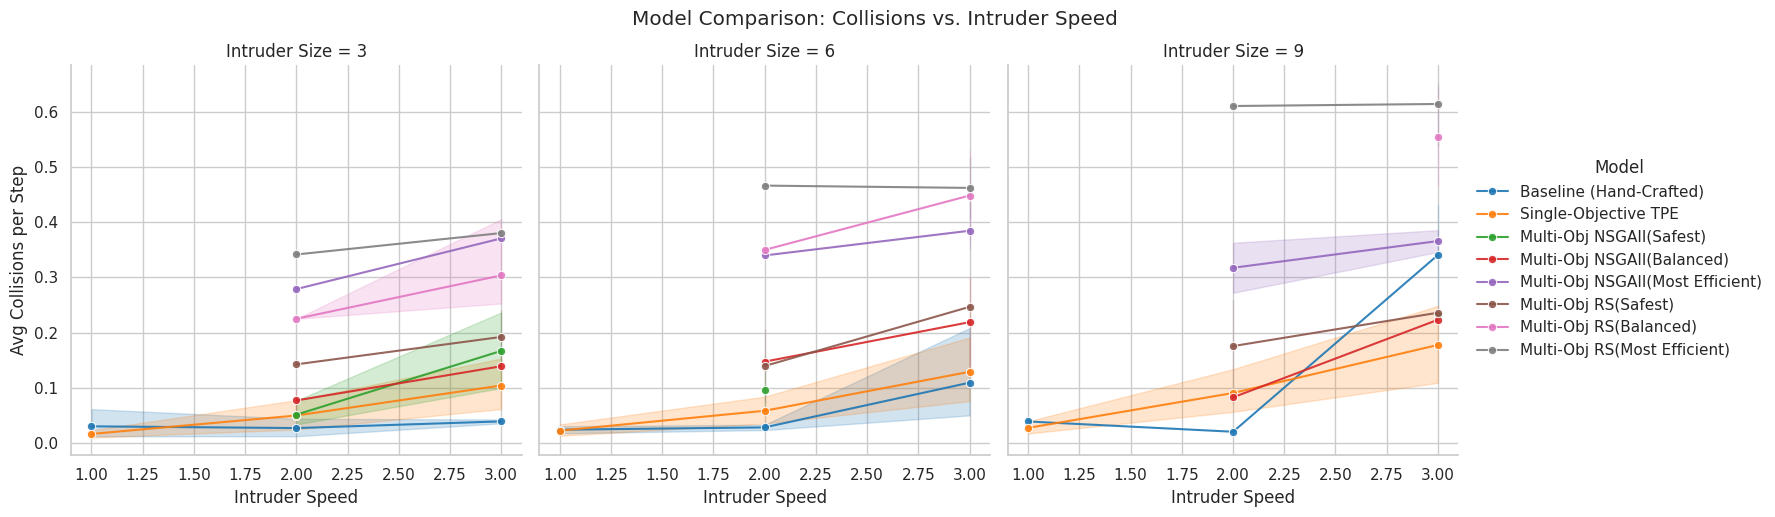 Model Comparison: Collisions vs. Intruder Speed
Intruder Size = 3
Intruder Size = 6
Intruder Size = 9
Avg Collisions per Step
0.6
0.5
0.4
0.3
0.2
0.1
0.0
1.00 1.25 1.50 1.75 2.00 2.25 2.50 2.75 3.00
1.00 1.25 1.50 1.75 2.00 2.25 2.50 2.75 3.00
1.00 1.25 1.50 1.75 2.00 2.25 2.50 2.75 3.00
Intruder Speed
Intruder Speed
Intruder Speed
Model
Baseline (Hand-Crafted)
Single-Objective TPE
Multi-Obj NSGAII(Safest)
Multi-Obj NSGAII(Balanced)
Multi-Obj NSGAII(Most Efficient)
Multi-Obj RS(Safest)
Multi-Obj RS(Balanced)
Multi-Obj RS(Most Efficient)